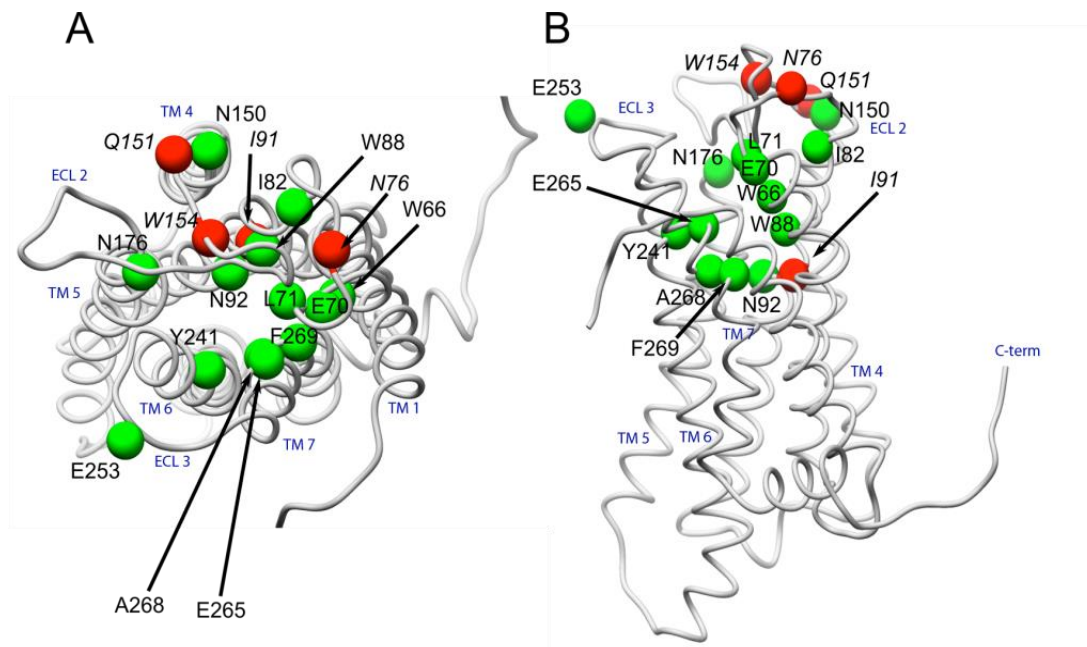 A
TM 4
N150
Q151
I91
W88
ECL 2
I82
N76
W154
W66
N176
TM 5
N92
L71
E70
Y241
F269
TM 6
TM 1
TM 7
E253
ECL 3
A268
E265
B
W154
N76
Q151
E253
ECL 3
N150
ECL 2
L71
I82
N176
E70
I91
E265
W66
W88
Y241
A268
N92
F269
TM 7
C-term
TM 4
TM 5
TM 6